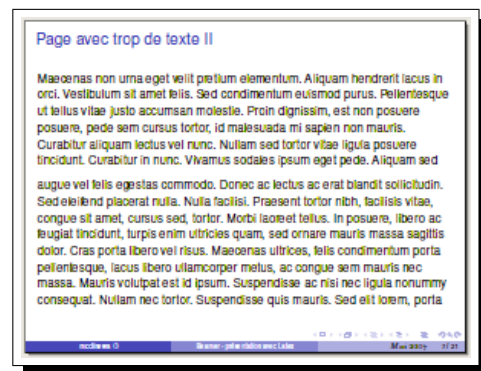 Page avec trop de texte II
Maecenas non urna eget velit pretium elementum. Aliquam hendrerit lacus in
orci. Vestibulum sit amet felis. Sed condimentum euismod purus. Pellentesque
ut tellus vitae justo accumsan molestie. Proin dignissim, est non posuere
posuere, pede sem cursus tortor, id malesuada mi sapien non mauris.
Curabitur aliquam lectus vel nunc. Nullam sed tortor vitae ligula posuere
tincidunt. Curabitur in nunc. Vivamus sodales ipsum eget pede. Aliquam sed
augue vel felis egestas commodo. Donec ac lectus ac erat blandit sollicitudin.
Sed eleifend placerat nulla. Nulla facilisi. Praesent tortor nibh, facilisis vitae,
congue sit amet, cursus sed, tortor. Morbi laoreet tellus. In posuere, libero ac
feugiat tincidunt, turpis enim ultricies quam, sed ornare mauris massa sagittis
dolor. Cras porta libero vel risus. Maecenas ultrices, felis condimentum porta
pellentesque, lacus libero ullamcorper metus, ac congue sem mauris nec
massa. Mauris volutpat est id ipsum. Suspendisse ac nisi nec ligula nonummy
consequat. Nullam nec tortor. Suspendisse quis mauris. Sed elit lorem, porta
Beamer - présentation avec Latex
Mai 2007